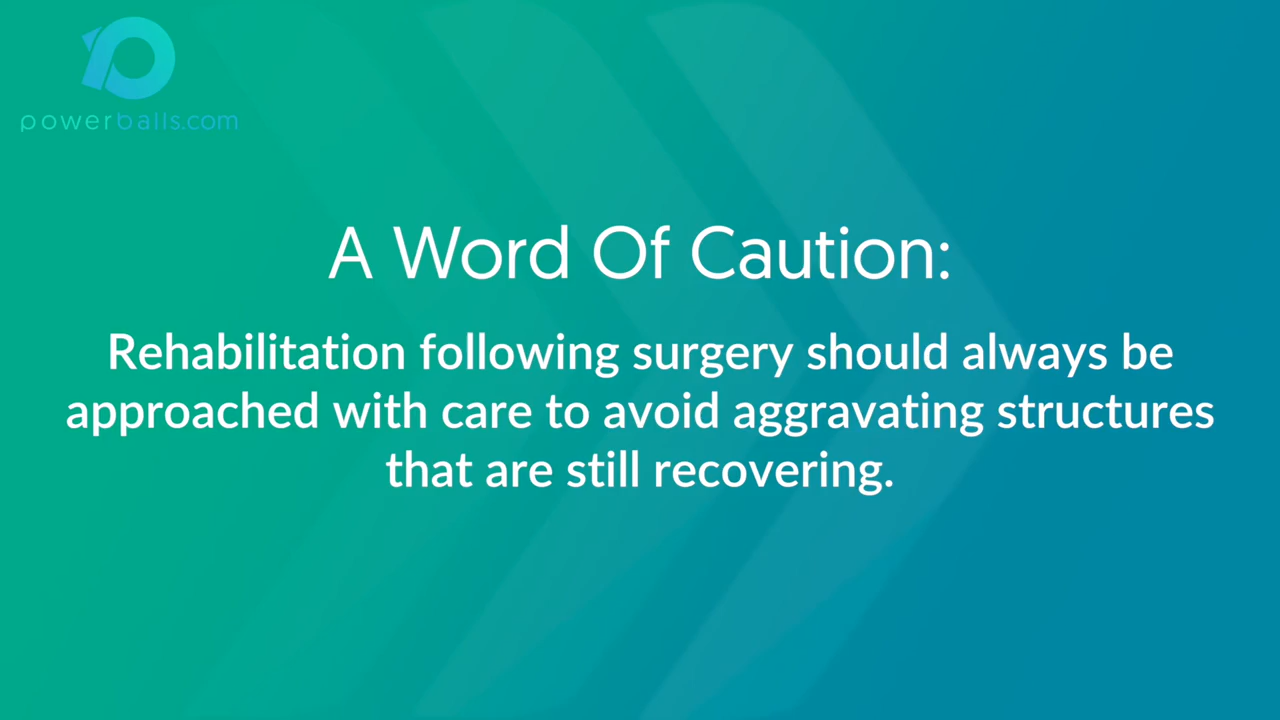 powerballs.com
A Word Of Caution:
Rehabilitation following surgery should always be
approached with care to avoid aggravating structures
that are still recovering.